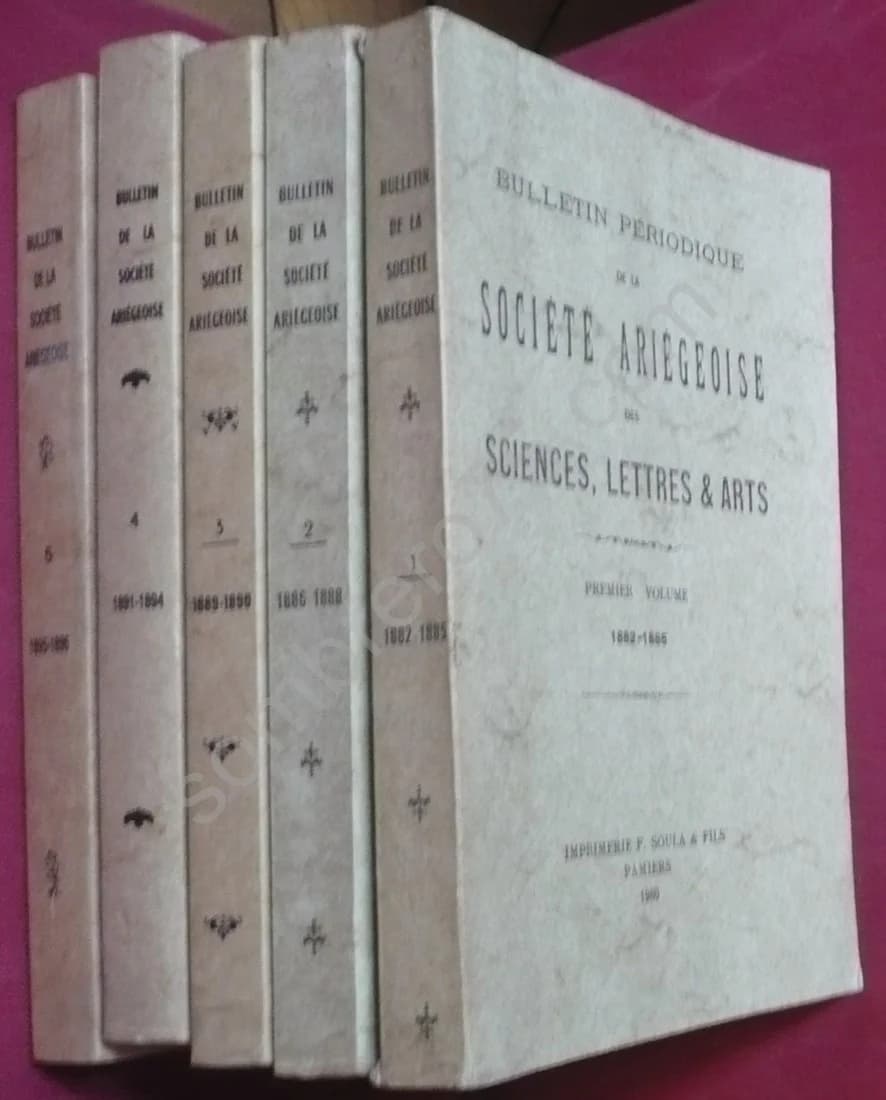 BULLETIN
DE LA
SOCIÉTÉ
ARIÉGEOISE
5
1895-1896
BULLETIN
DE LA
SOCIÉTÉ
ARIÉGEOISE
4
1891-1894
BULLETIN
DE LA
SOCIÉTÉ
ARIÉGEOISE
3
1889-1890
BULLETIN
DE LA
SOCIÉTÉ
ARIÉGEOISE
2
1886-1888
BULLETIN
DE LA
SOCIÉTÉ
ARIÉGEOISE
1
1882-1885
BULLETIN PÉRIODIQUE
DE LA
SOCIÉTÉ ARIÉGEOISE
DES
SCIENCES, LETTRES & ARTS
PREMIER VOLUME
1882-1885
IMPRIMERIE F. SOULA & FILS
PAMIERS